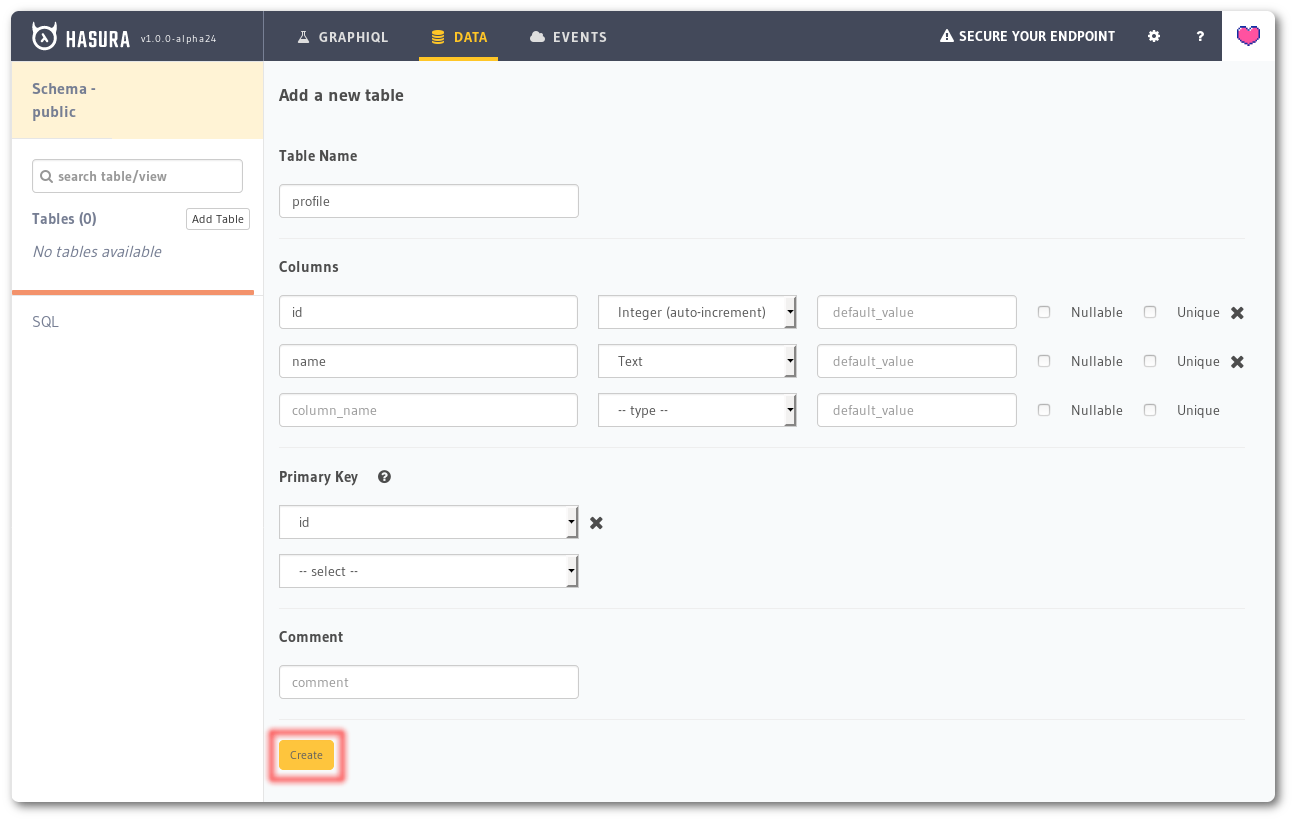 HASURA v1.0.0-alpha24 GRAPHIQL DATA EVENTS SECURE YOUR ENDPOINT ?
Schema -
public
search table/view
Tables (0) Add Table
No tables available
SQL
Add a new table
Table Name
profile
Columns
id Integer (auto-increment) default_value Nullable Unique
name Text default_value Nullable Unique
column_name -- type -- default_value Nullable Unique
Primary Key ?
id
-- select --
Comment
comment
Create